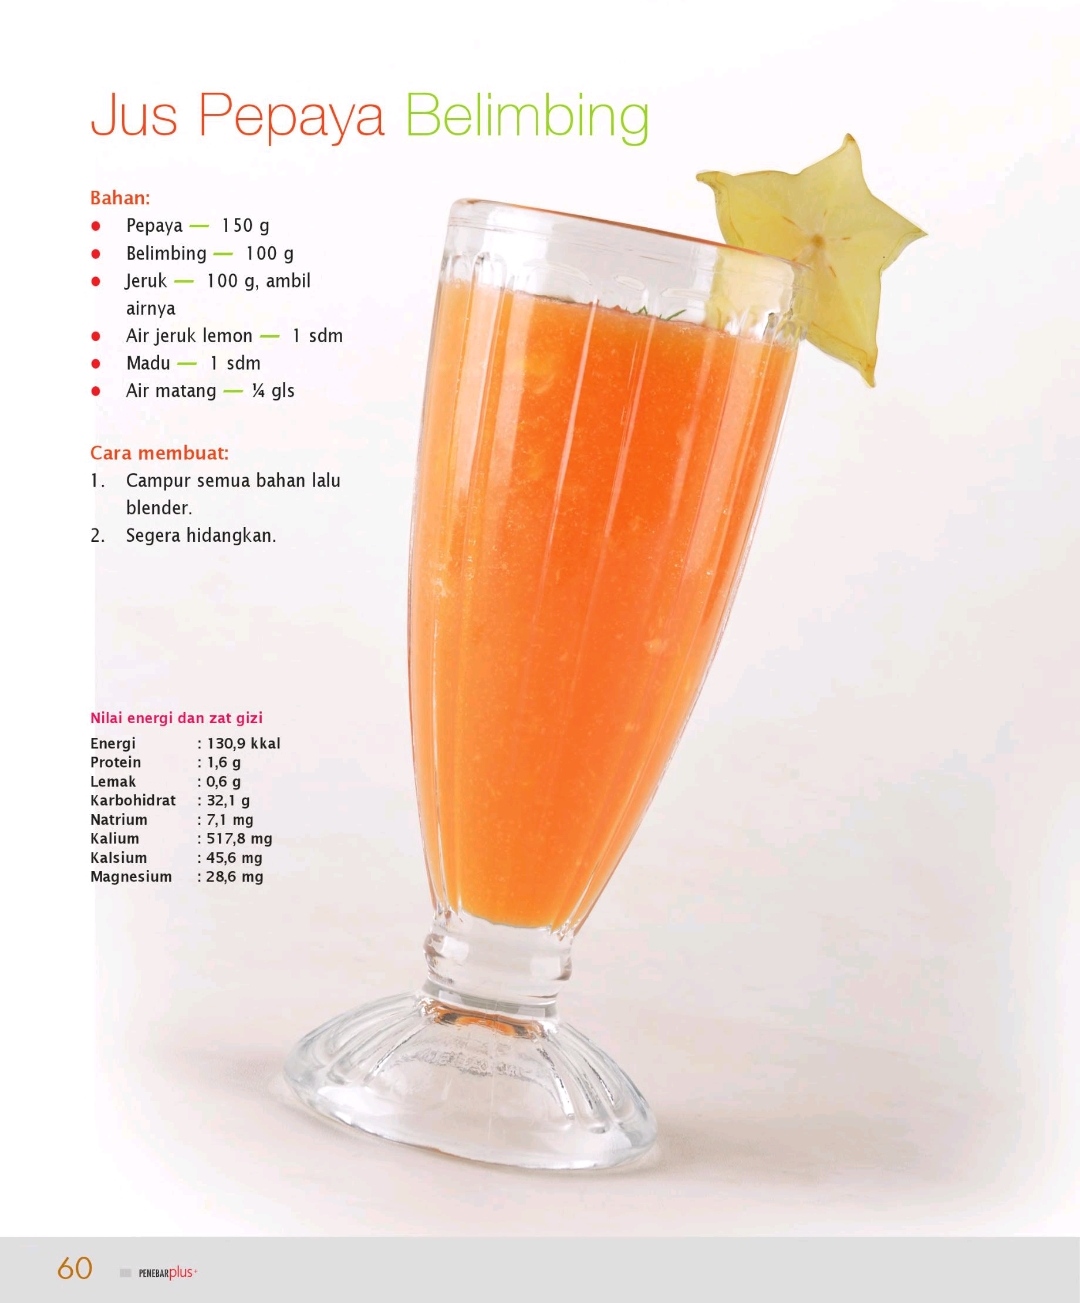 Jus Pepaya Belimbing
Bahan:
● Pepaya — 150 g
● Belimbing — 100 g
● Jeruk — 100 g, ambil
airnya
● Air jeruk lemon — 1 sdm
● Madu — 1 sdm
● Air matang — ¼ gls
Cara membuat:
1. Campur semua bahan lalu
blender.
2. Segera hidangkan.
Nilai energi dan zat gizi
Energi : 130,9 kkal
Protein : 1,6 g
Lemak : 0,6 g
Karbohidrat : 32,1 g
Natrium : 7,1 mg
Kalium : 517,8 mg
Kalsium : 45,6 mg
Magnesium : 28,6 mg
60 PENEBARplus+